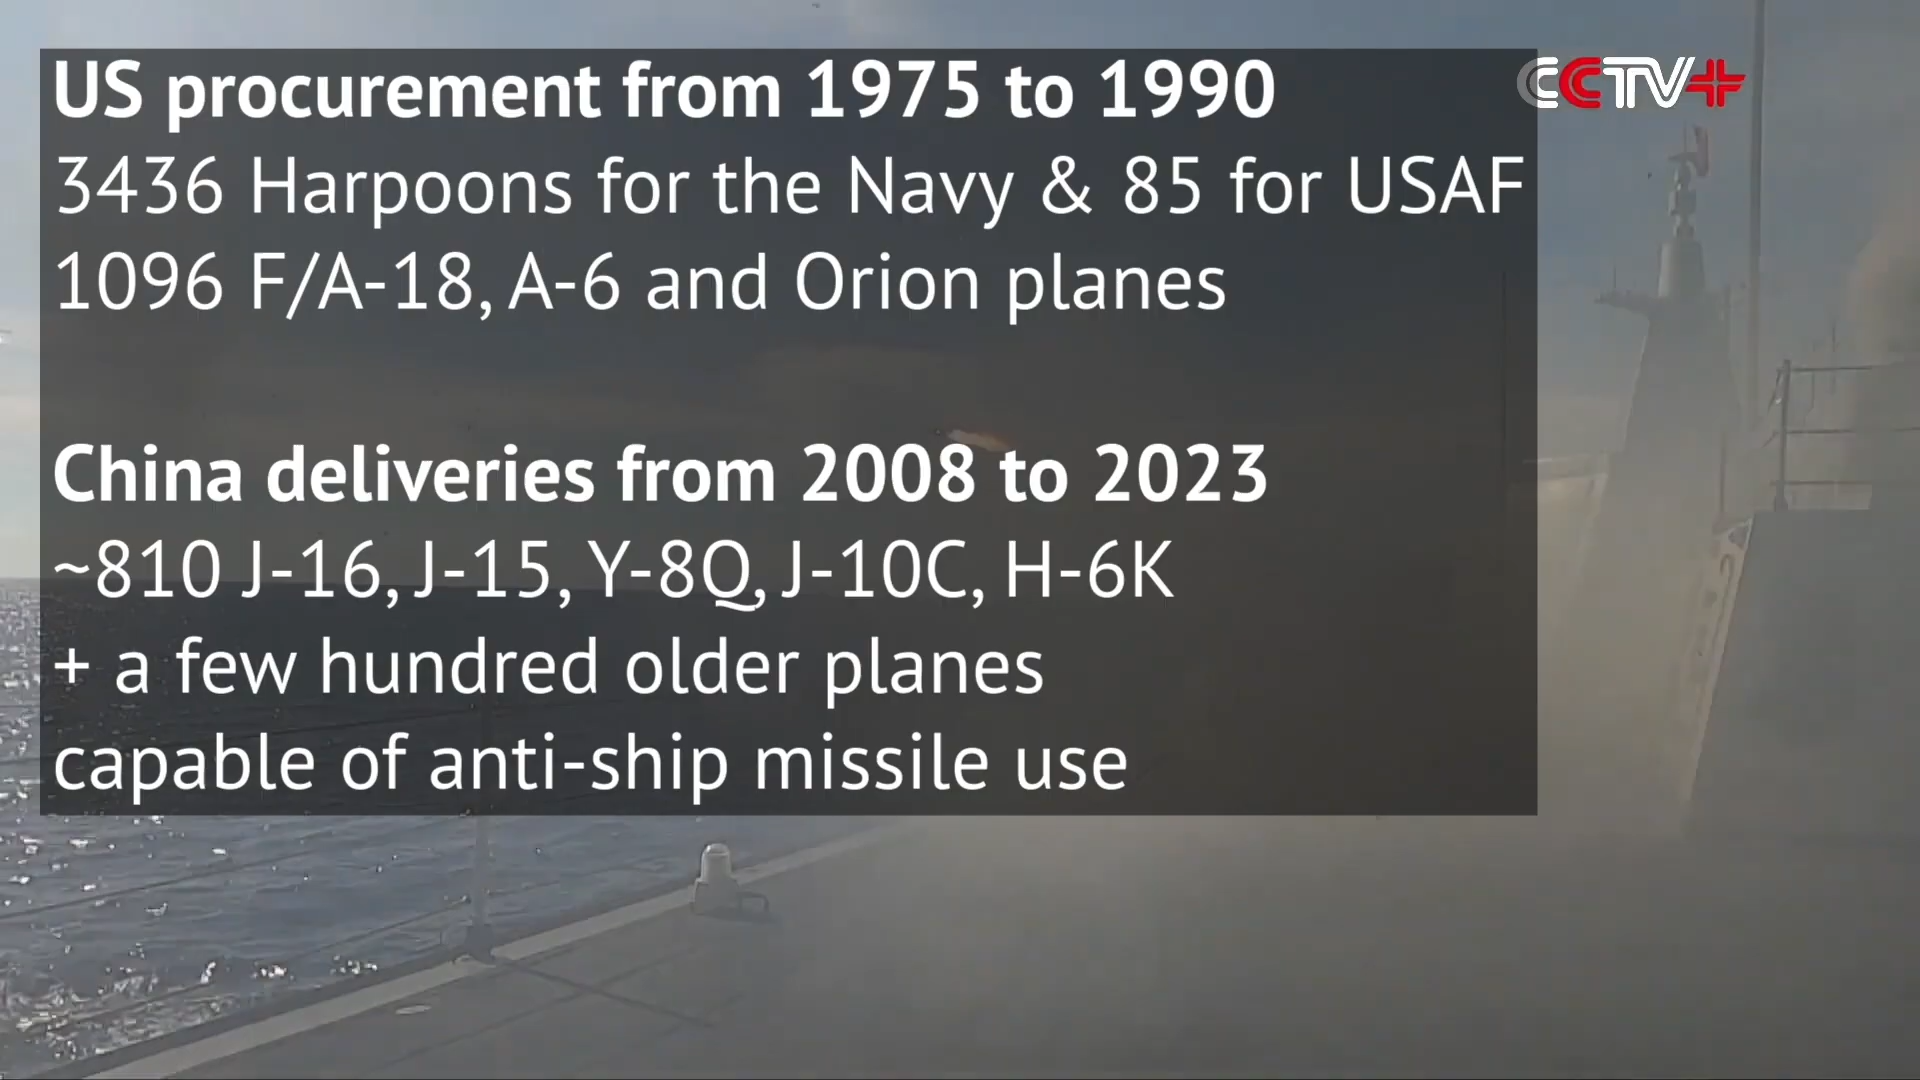 US procurement from 1975 to 1990
3436 Harpoons for the Navy & 85 for USAF
1096 F/A-18, A-6 and Orion planes
China deliveries from 2008 to 2023
~810 J-16, J-15, Y-8Q, J-10C, H-6K
+ a few hundred older planes
capable of anti-ship missile use
CCTV+